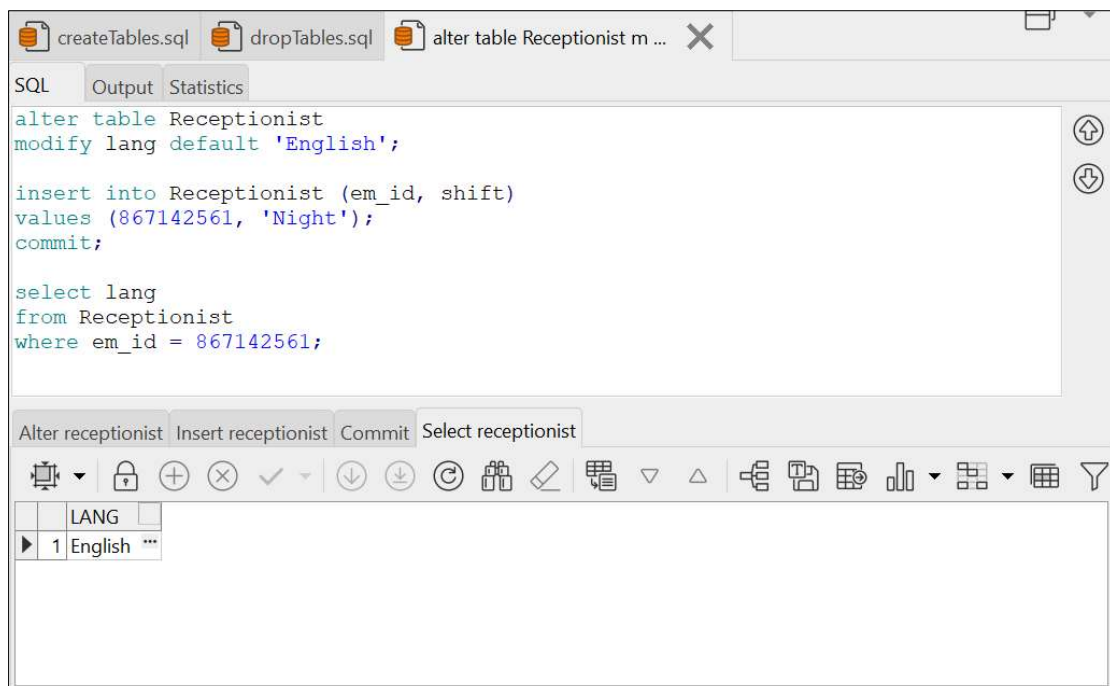 createTables.sql dropTables.sql alter table Receptionist m ...
SQL Output Statistics
alter table Receptionist
modify lang default 'English';
insert into Receptionist (em_id, shift)
values (867142561, 'Night');
commit;
select lang
from Receptionist
where em_id = 867142561;
Alter receptionist Insert receptionist Commit Select receptionist
LANG
1 English ...